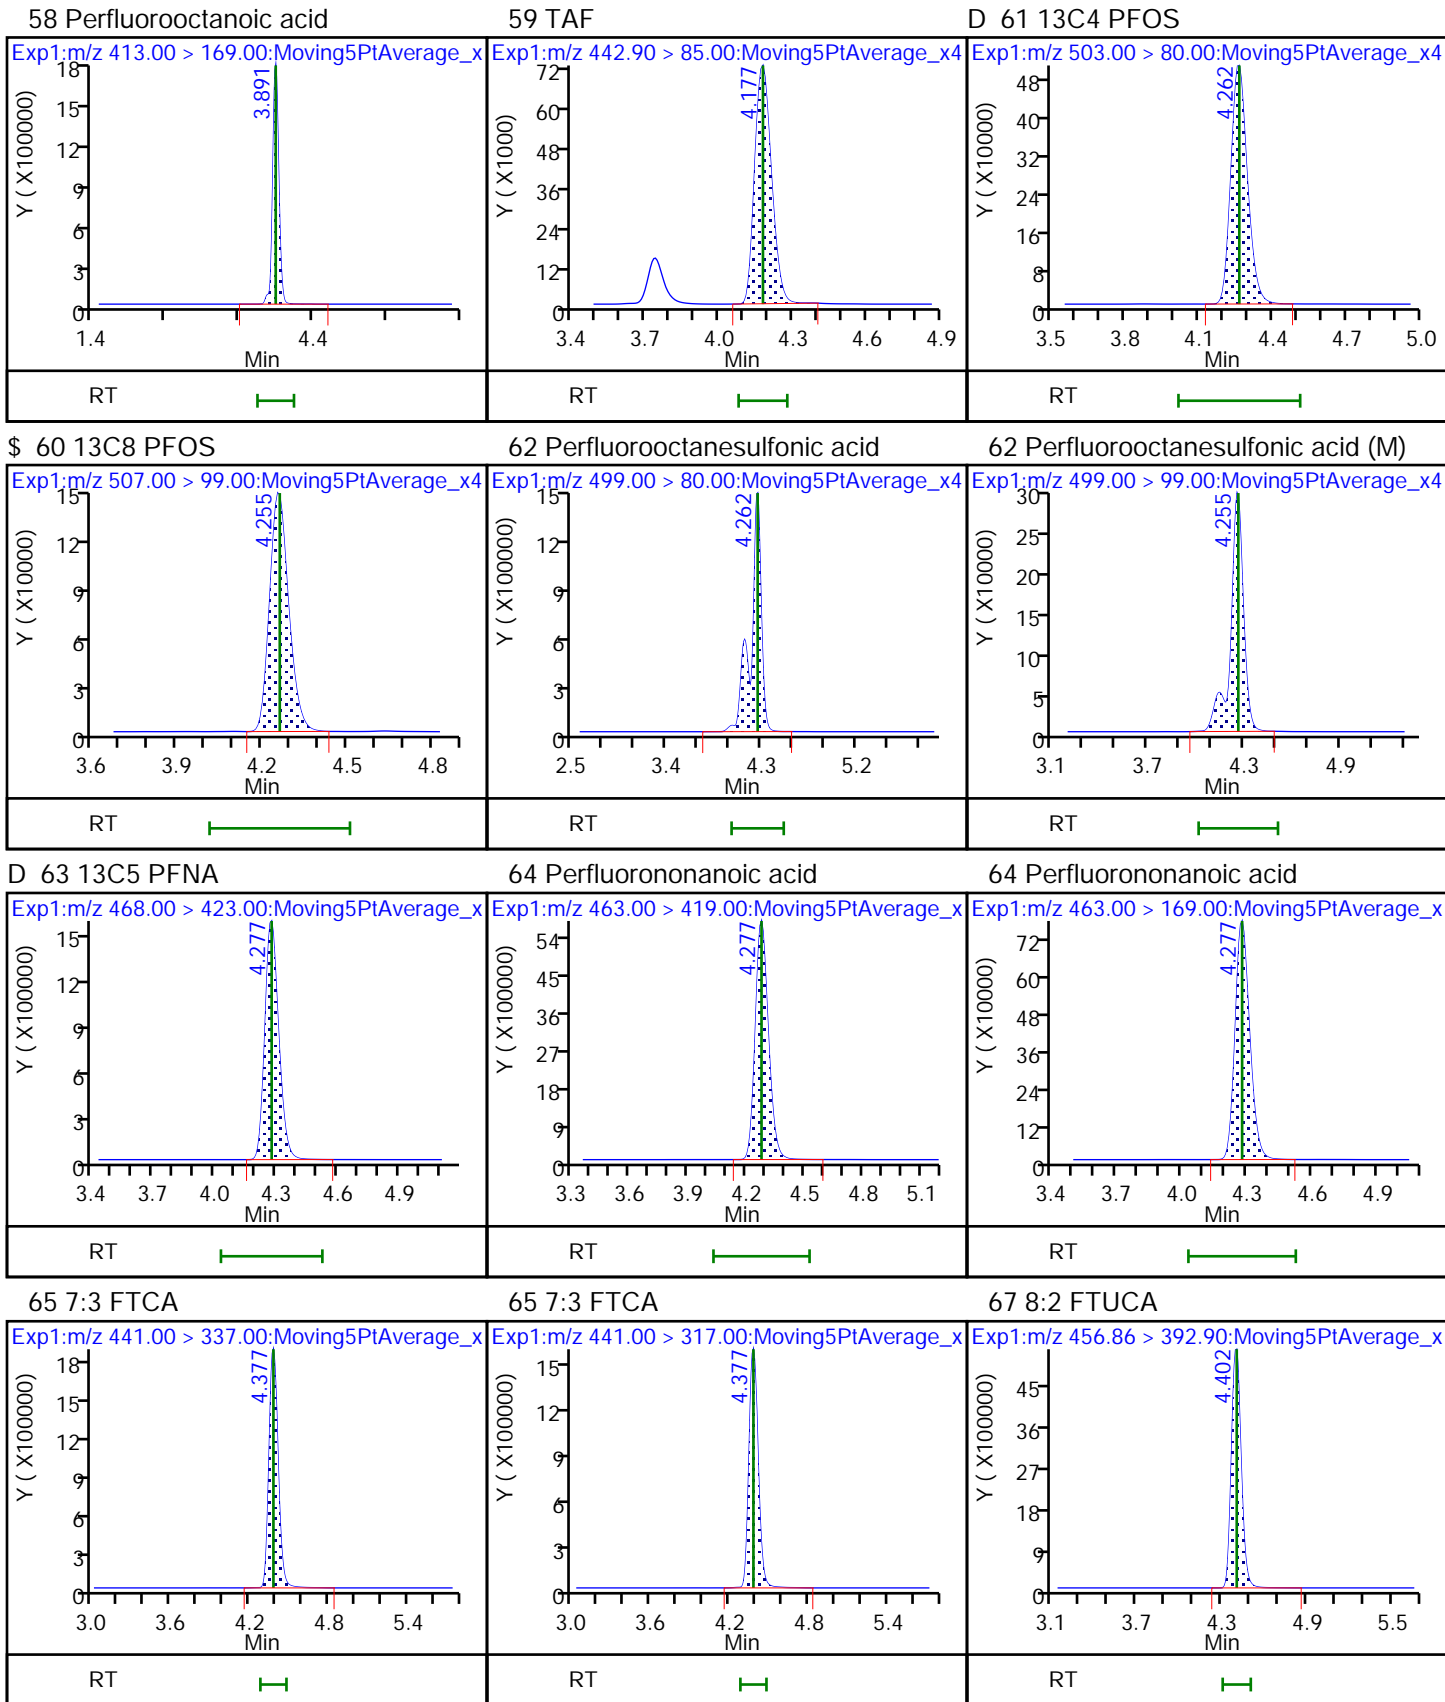 58 Perfluorooctanoic acid
59 TAF
D 61 13C4 PFOS
Exp1:m/z 413.00 > 169.00:Moving5PtAverage_x
Exp1:m/z 442.90 > 85.00:Moving5PtAverage_x4
Exp1:m/z 503.00 > 80.00:Moving5PtAverage_x4
Y ( X100000)
18
15
12
9
6
3
0
3.891
1.4 4.4
Min
RT
Y ( X1000)
72
60
48
36
24
12
0
4.177
3.4 3.7 4.0 4.3 4.6 4.9
Min
RT
Y ( X10000)
48
40
32
24
16
8
0
4.262
3.5 3.8 4.1 4.4 4.7 5.0
Min
RT
$ 60 13C8 PFOS
62 Perfluorooctanesulfonic acid
62 Perfluorooctanesulfonic acid (M)
Exp1:m/z 507.00 > 99.00:Moving5PtAverage_x4
Exp1:m/z 499.00 > 80.00:Moving5PtAverage_x4
Exp1:m/z 499.00 > 99.00:Moving5PtAverage_x4
Y ( X10000)
15
12
9
6
3
0
4.255
3.6 3.9 4.2 4.5 4.8
Min
RT
Y ( X100000)
15
12
9
6
3
0
4.262
2.5 3.4 4.3 5.2
Min
RT
Y ( X10000)
30
25
20
15
10
5
0
4.255
3.1 3.7 4.3 4.9
Min
RT
D 63 13C5 PFNA
64 Perfluorononanoic acid
64 Perfluorononanoic acid
Exp1:m/z 468.00 > 423.00:Moving5PtAverage_x
Exp1:m/z 463.00 > 419.00:Moving5PtAverage_x
Exp1:m/z 463.00 > 169.00:Moving5PtAverage_x
Y ( X100000)
15
12
9
6
3
0
4.277
3.4 3.7 4.0 4.3 4.6 4.9
Min
RT
Y ( X100000)
54
45
36
27
18
9
0
4.277
3.3 3.6 3.9 4.2 4.5 4.8 5.1
Min
RT
Y ( X10000)
72
60
48
36
24
12
0
4.277
3.4 3.7 4.0 4.3 4.6 4.9
Min
RT
65 7:3 FTCA
65 7:3 FTCA
67 8:2 FTUCA
Exp1:m/z 441.00 > 337.00:Moving5PtAverage_x
Exp1:m/z 441.00 > 317.00:Moving5PtAverage_x
Exp1:m/z 456.86 > 392.90:Moving5PtAverage_x
Y ( X100000)
18
15
12
9
6
3
0
4.377
3.0 3.6 4.2 4.8 5.4
Min
RT
Y ( X100000)
15
12
9
6
3
0
4.377
3.0 3.6 4.2 4.8 5.4
Min
RT
Y ( X100000)
45
36
27
18
9
0
4.402
3.1 3.7 4.3 4.9 5.5
Min
RT